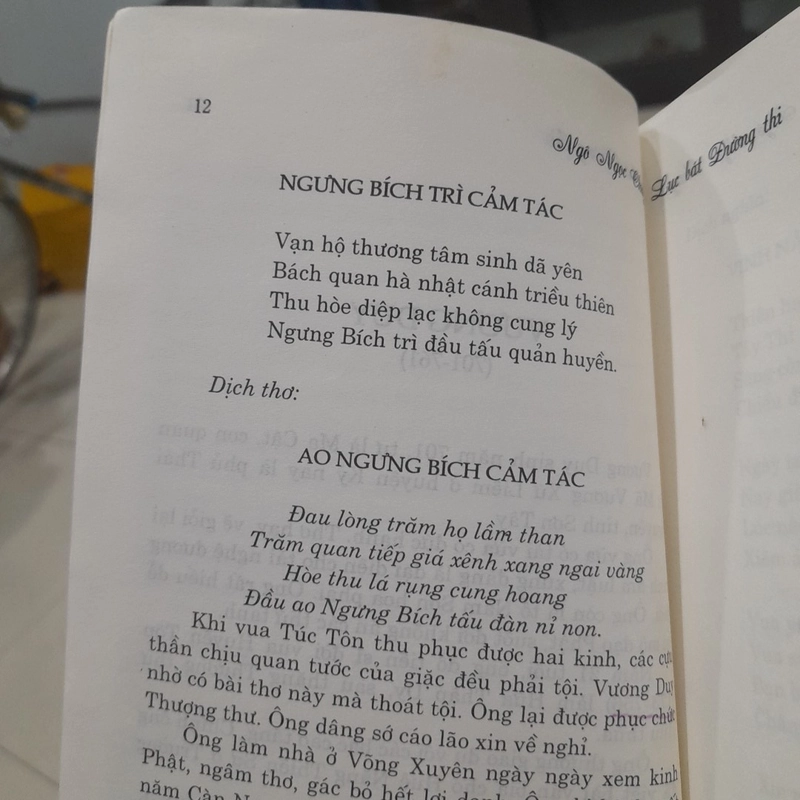 12
Ngô Ngọc
Lục bát Đường thi
NGƯNG BÍCH TRÌ CẢM TÁC
Vạn hộ thương tâm sinh dã yên
Bách quan hà nhật cánh triều thiên
Thu hòe diệp lạc không cung lý
Ngưng Bích trì đầu tấu quản huyền.
Dịch thơ:
AO NGƯNG BÍCH CẢM TÁC
Đau lòng trăm họ lầm than
Trăm quan tiếp giá xênh xang ngai vàng
Hòe thu lá rụng cung hoang
Đầu ao Ngưng Bích tấu đàn nỉ non.
Khi vua Túc Tôn thu phục được hai kinh, các cựu
thần chịu quan tước của giặc đều phải tội. Vương Duy
nhờ có bài thơ này mà thoát tội. Ông lại được phục chức
Thượng thư. Ông dâng sớ cáo lão xin về nghỉ.
Ông làm nhà ở Võng Xuyên ngày ngày xem kinh
Phật, ngâm thơ, gác bỏ hết lợi
năm